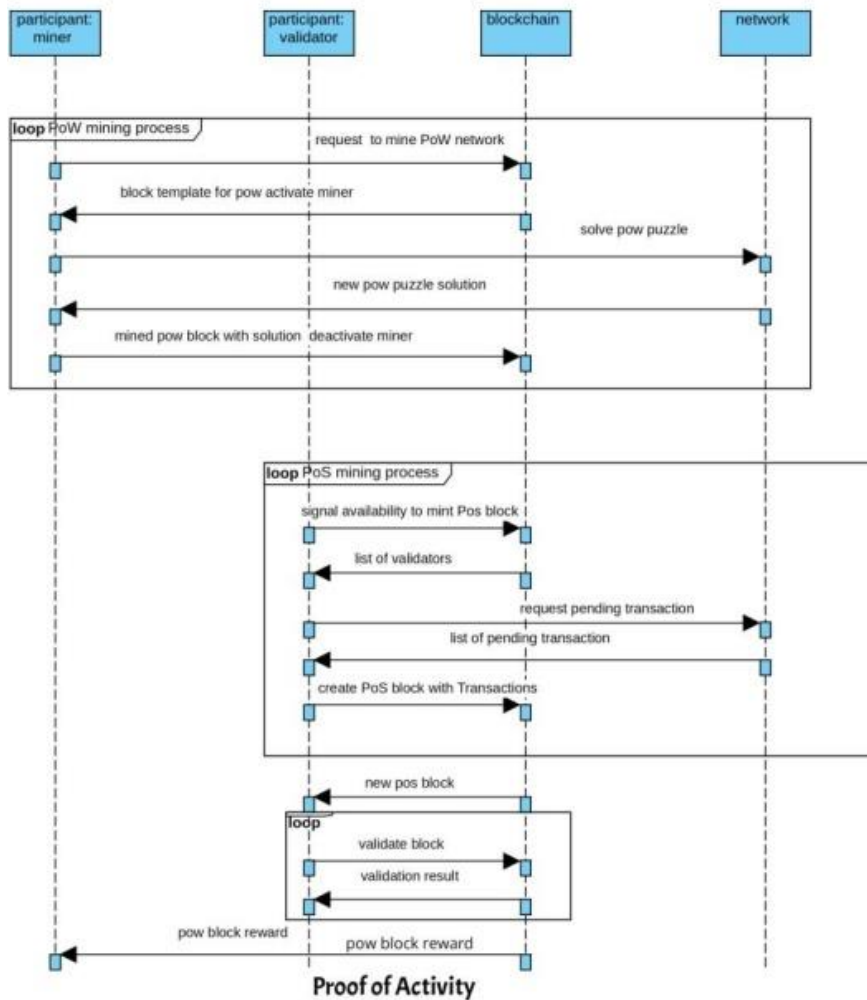 participant:
miner
participant:
validator
blockchain
network
loop PoW mining process
request to mine PoW network
block template for pow activate miner
solve pow puzzle
new pow puzzle solution
mined pow block with solution deactivate miner
loop PoS mining process
signal availability to mint Pos block
list of validators
request pending transaction
list of pending transaction
create PoS block with Transactions
new pos block
loop
validate block
validation result
pow block reward
pow block reward
Proof of Activity